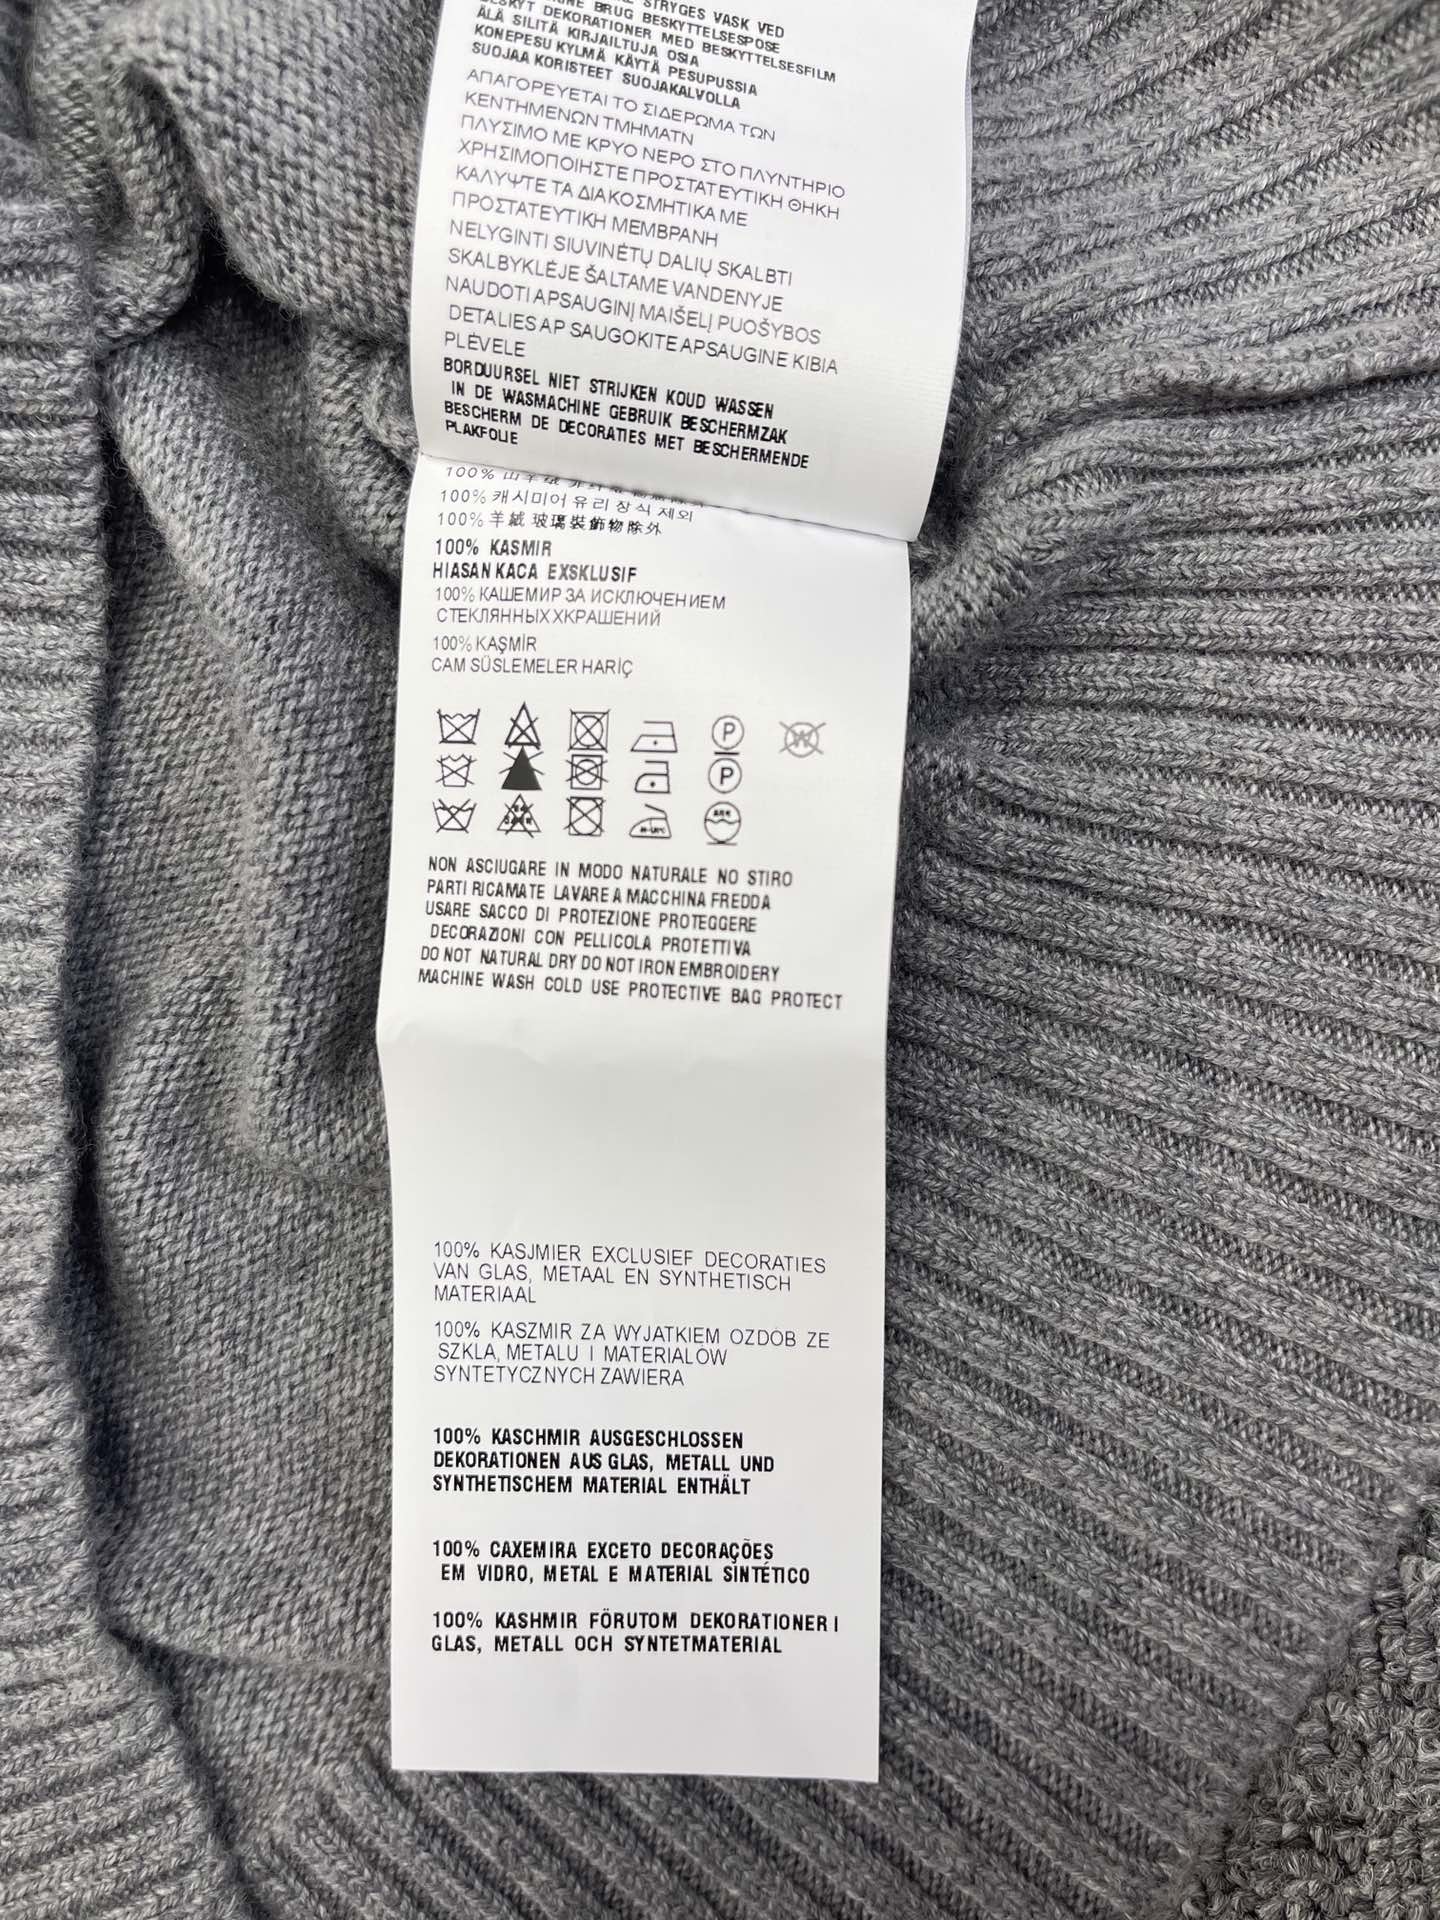 STRYGES VASK VED
BRUG BESKYTTELSESPOSE
BESKYT DEKORATIONER MED BESKYTTELSESFILM
ÄLÄ SILITÄ KIRJAILTUJA OSIA
KONEPESU KYLMÄ KÄYTÄ PESUPUSSIA
SUOJAA KORISTEET SUOJAKALVOLLA
ΑΠΑΓΟΡΕΥΕΤΑΙ ΤΟ ΣΙΔΕΡΩΜΑ ΤΩΝ
ΚΕΝΤΗΜΕΝΩΝ ΤΜΗΜΑΤΝ
ΠΛΥΣΙΜΟ ΜΕ ΚΡΥΟ ΝΕΡΟ ΣΤΟ ΠΛΥΝΤΗΡΙΟ
ΧΡΗΣΙΜΟΠΟΙΗΣΤΕ ΠΡΟΣΤΑΤΕΥΤΙΚΗ ΘΗΚΗ
ΚΑΛΥΨΤΕ ΤΑ ΔΙΑΚΟΣΜΗΤΙΚΑ ΜΕ
ΠΡΟΣΤΑΤΕΥΤΙΚΗ ΜΕΜΒΡΑΝΗ
NELYGINTI SIUVINĖTŲ DALIŲ SKALBTI
SKALBYKLĖJE ŠALTAME VANDENYJE
NAUDOTI APSAUGINĮ MAIŠELĮ PUOŠYBOS
DETALIES AP SAUGOKITE APSAUGINE KIBIA
PLĖVELE
BORDUURSEL NIET STRIJKEN KOUD WASSEN
IN DE WASMACHINE GEBRUIK BESCHERMZAK
BESCHERM DE DECORATIES MET BESCHERMENDE
PLAKFOLIE
100%
100% 캐시미어 유리 장식 제외
100% 羊絨 玻璃裝飾物除外
100% KASMIR
HIASAN KACA EXSKLUSIF
100% КАШЕМИР ЗА ИСКЛЮЧЕНИЕМ
СТЕКЛЯННЫХ ХКРАШЕНИЙ
100% KAŞMİR
CAM SÜSLEMELER HARİÇ
P
W
P
NON ASCIUGARE IN MODO NATURALE NO STIRO
PARTI RICAMATE LAVARE A MACCHINA FREDDA
USARE SACCO DI PROTEZIONE PROTEGGERE
DECORAZIONI CON PELLICOLA PROTETTIVA
DO NOT NATURAL DRY DO NOT IRON EMBROIDERY
MACHINE WASH COLD USE PROTECTIVE BAG PROTECT
100% KASJMIER EXCLUSIEF DECORATIES
VAN GLAS, METAAL EN SYNTHETISCH
MATERIAAL
100% KASZMIR ZA WYJATKIEM OZDÓB ZE
SZKLA, METALU I MATERIALÓW
SYNTETYCZNYCH ZAWIERA
100% KASCHMIR AUSGESCHLOSSEN
DEKORATIONEN AUS GLAS, METALL UND
SYNTHETISCHEM MATERIAL ENTHÄLT
100% CAXEMIRA EXCETO DECORAÇÕES
EM VIDRO, METAL E MATERIAL SINTÉTICO
100% KASHMIR FÖRUTOM DEKORATIONER I
GLAS, METALL OCH SYNTETMATERIAL